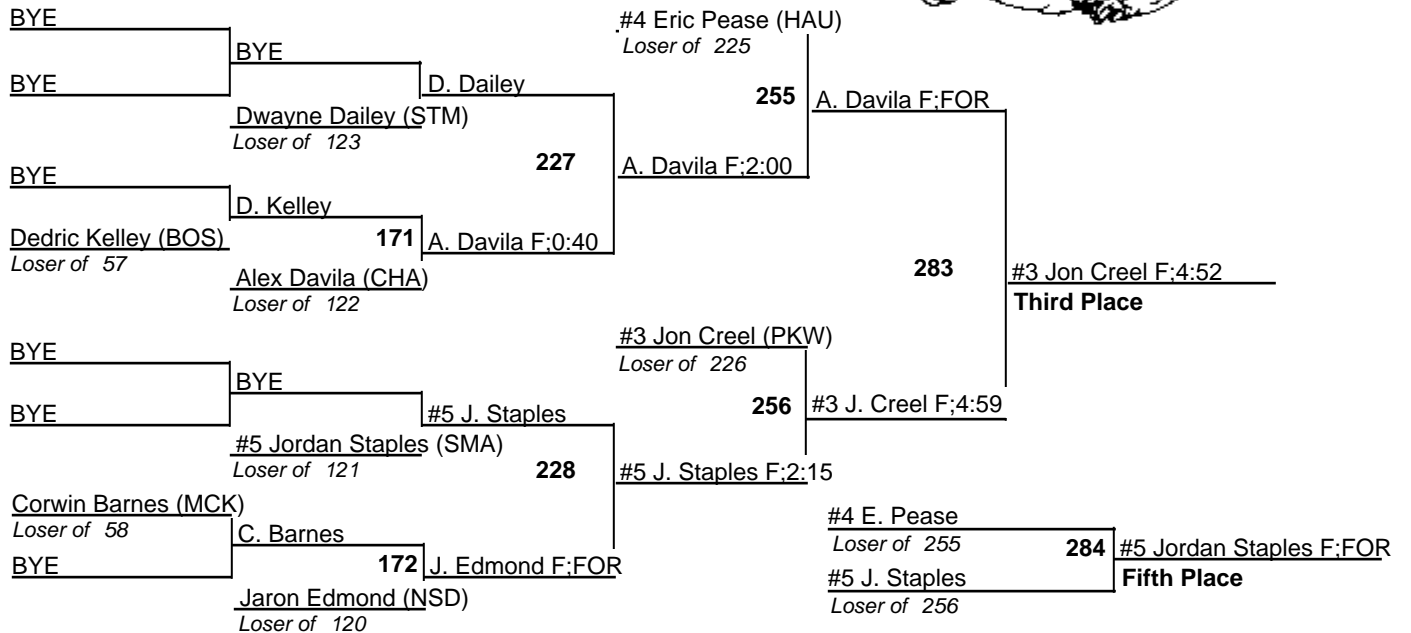 BYE
#4 Eric Pease (HAU)
Loser of 225
BYE
BYE
D. Dailey
255
A. Davila F;FOR
Dwayne Dailey (STM)
Loser of 123
227
A. Davila F;2:00
BYE
D. Kelley
Dedric Kelley (BOS)
Loser of 57
171
A. Davila F;0:40
Alex Davila (CHA)
Loser of 122
283
#3 Jon Creel F;4:52
Third Place
#3 Jon Creel (PKW)
Loser of 226
BYE
BYE
BYE
#5 J. Staples
256
#3 J. Creel F;4:59
#5 Jordan Staples (SMA)
Loser of 121
228
#5 J. Staples F;2:15
Corwin Barnes (MCK)
Loser of 58
C. Barnes
BYE
172
J. Edmond F;FOR
Jaron Edmond (NSD)
Loser of 120
#4 E. Pease
Loser of 255
284
#5 Jordan Staples F;FOR
Fifth Place
#5 J. Staples
Loser of 256